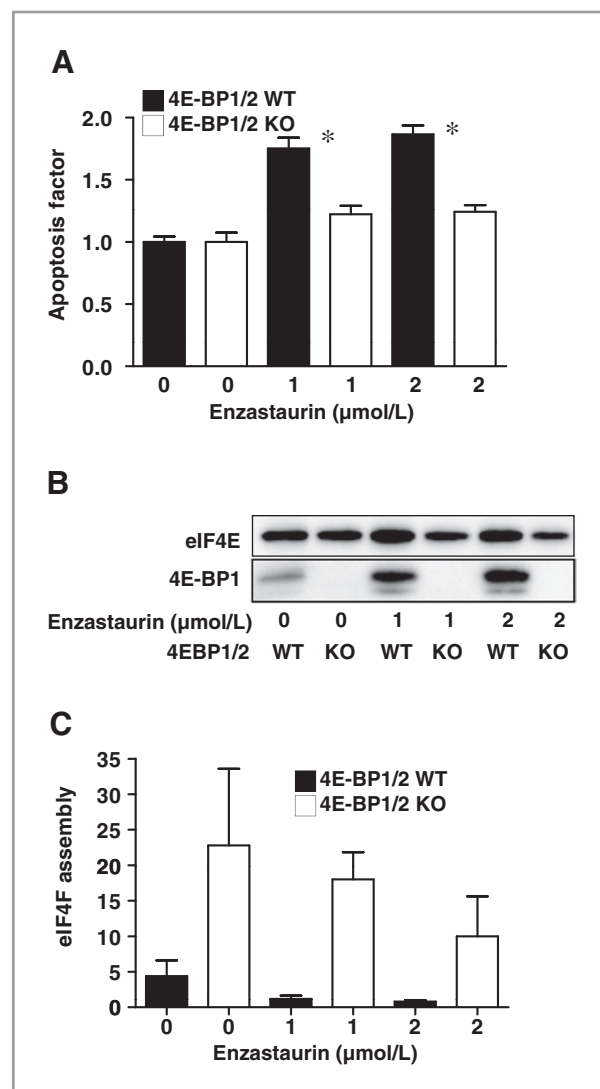 A
4E-BP1/2 WT
4E-BP1/2 KO
* *
2.0
1.5
1.0
0.5
0.0
Apoptosis factor
0 0 1 1 2 2
Enzastaurin (µmol/L)
B
eIF4E
4E-BP1
Enzastaurin (µmol/L) 0 0 1 1 2 2
4EBP1/2 WT KO WT KO WT KO
C
35
30
25
20
15
10
5
0
eIF4F assembly
4E-BP1/2 WT
4E-BP1/2 KO
0 0 1 1 2 2
Enzastaurin (µmol/L)